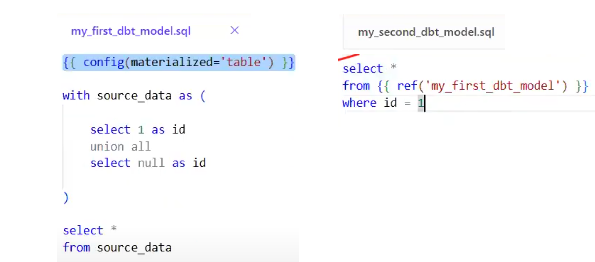 my_first_dbt_model.sql
{{ config(materialized='table') }}
with source_data as (
select 1 as id
union all
select null as id
)
select *
from source_data
my_second_dbt_model.sql
select *
from {{ ref('my_first_dbt_model') }}
where id = 1